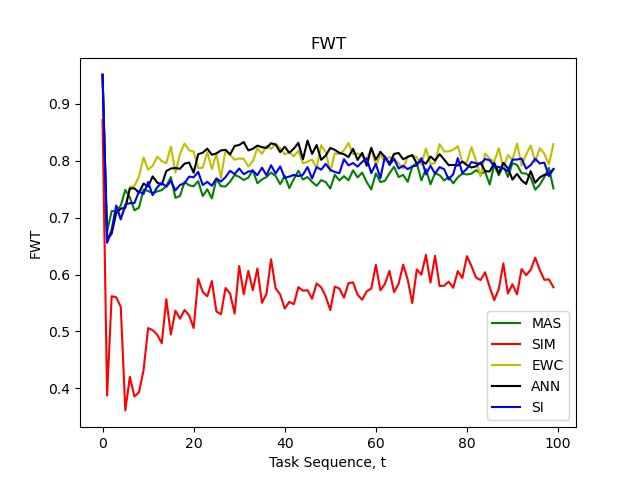 FWT
FWT
0.9
0.8
0.7
0.6
0.5
0.4
0 20 40 60 80 100
Task Sequence, t
MAS
SIM
EWC
ANN
SI